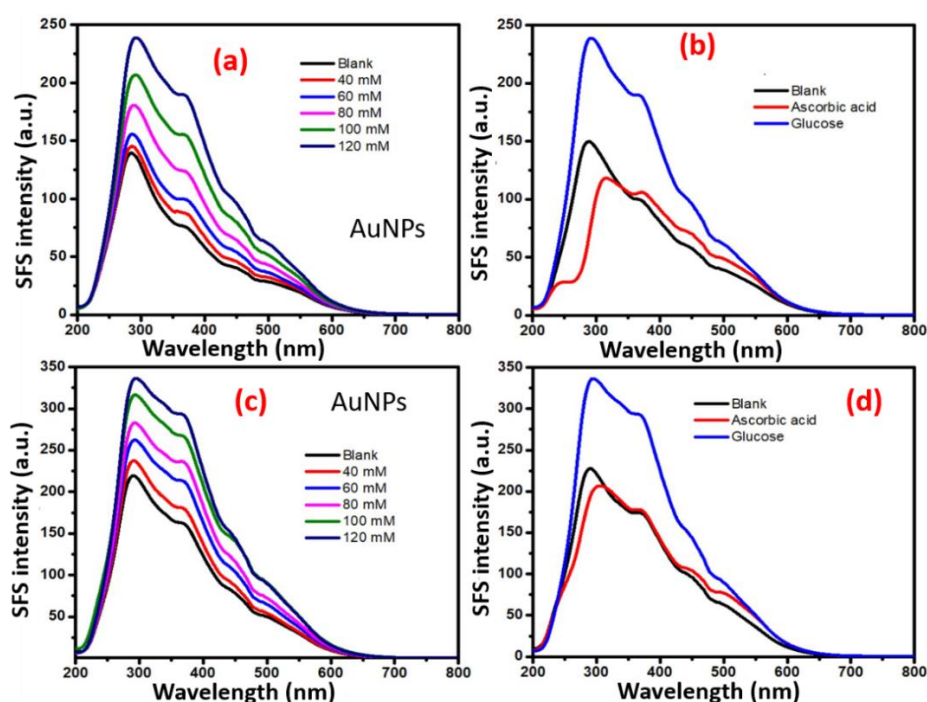 (a)
SFS intensity (a.u.)
250
200
150
100
50
Blank
40 mM
60 mM
80 mM
100 mM
120 mM
AuNPs
200 300 400 500 600 700 800
Wavelength (nm)
(b)
SFS intensity (a.u.)
250
200
150
100
50
0
Blank
Ascorbic acid
Glucose
200 300 400 500 600 700 800
Wavelength (nm)
(c)
AuNPs
SFS intensity (a.u.)
350
300
250
200
150
100
50
Blank
40 mM
60 mM
80 mM
100 mM
120 mM
200 300 400 500 600 700 800
Wavelength (nm)
(d)
SFS intensity (a.u.)
350
300
250
200
150
100
50
0
Blank
Ascorbic acid
Glucose
200 300 400 500 600 700 800
Wavelength (nm)